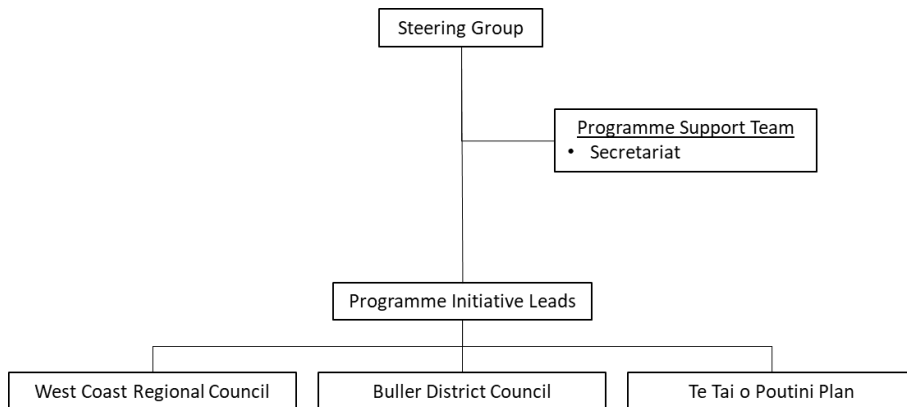 Steering Group
Programme Support Team
• Secretariat
Programme Initiative Leads
West Coast Regional Council
Buller District Council
Te Tai o Poutini Plan